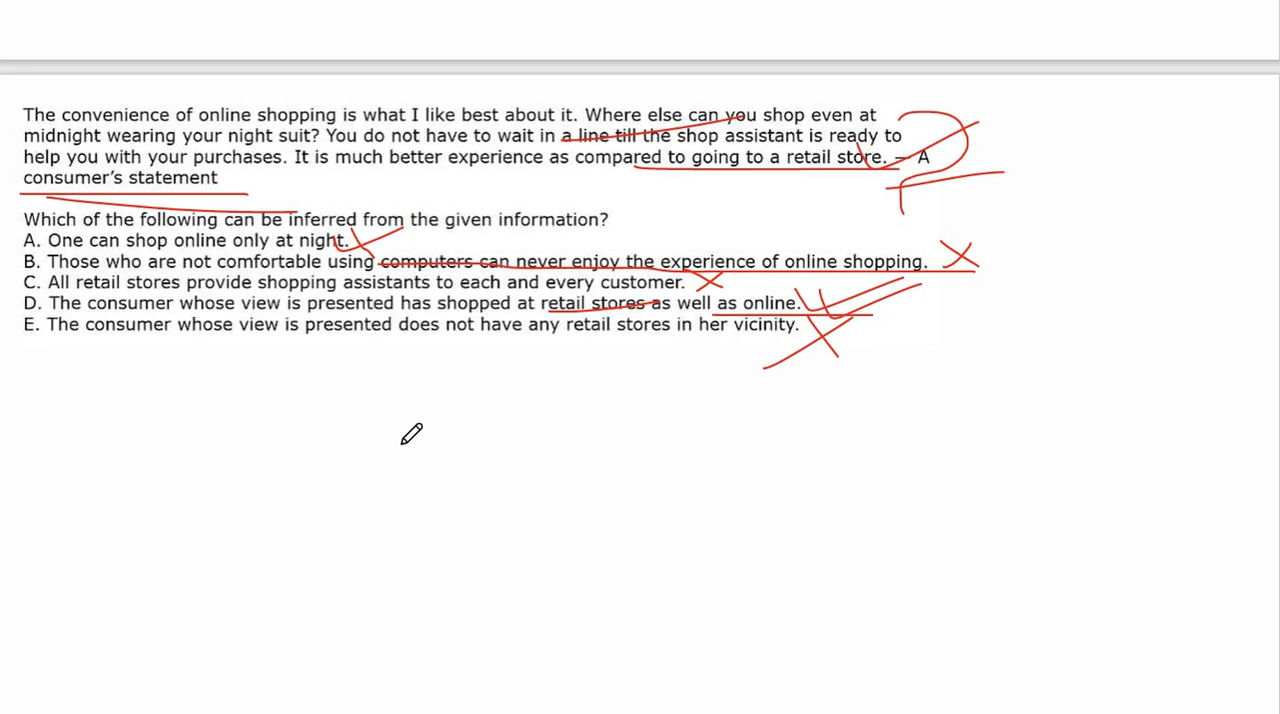 The convenience of online shopping is what I like best about it. Where else can you shop even at
midnight wearing your night suit? You do not have to wait in a line till the shop assistant is ready to
help you with your purchases. It is much better experience as compared to going to a retail store. — A
consumer's statement
Which of the following can be inferred from the given information?
A. One can shop online only at night.
B. Those who are not comfortable using computers can never enjoy the experience of online shopping.
C. All retail stores provide shopping assistants to each and every customer.
D. The consumer whose view is presented has shopped at retail stores as well as online.
E. The consumer whose view is presented does not have any retail stores in her vicinity.